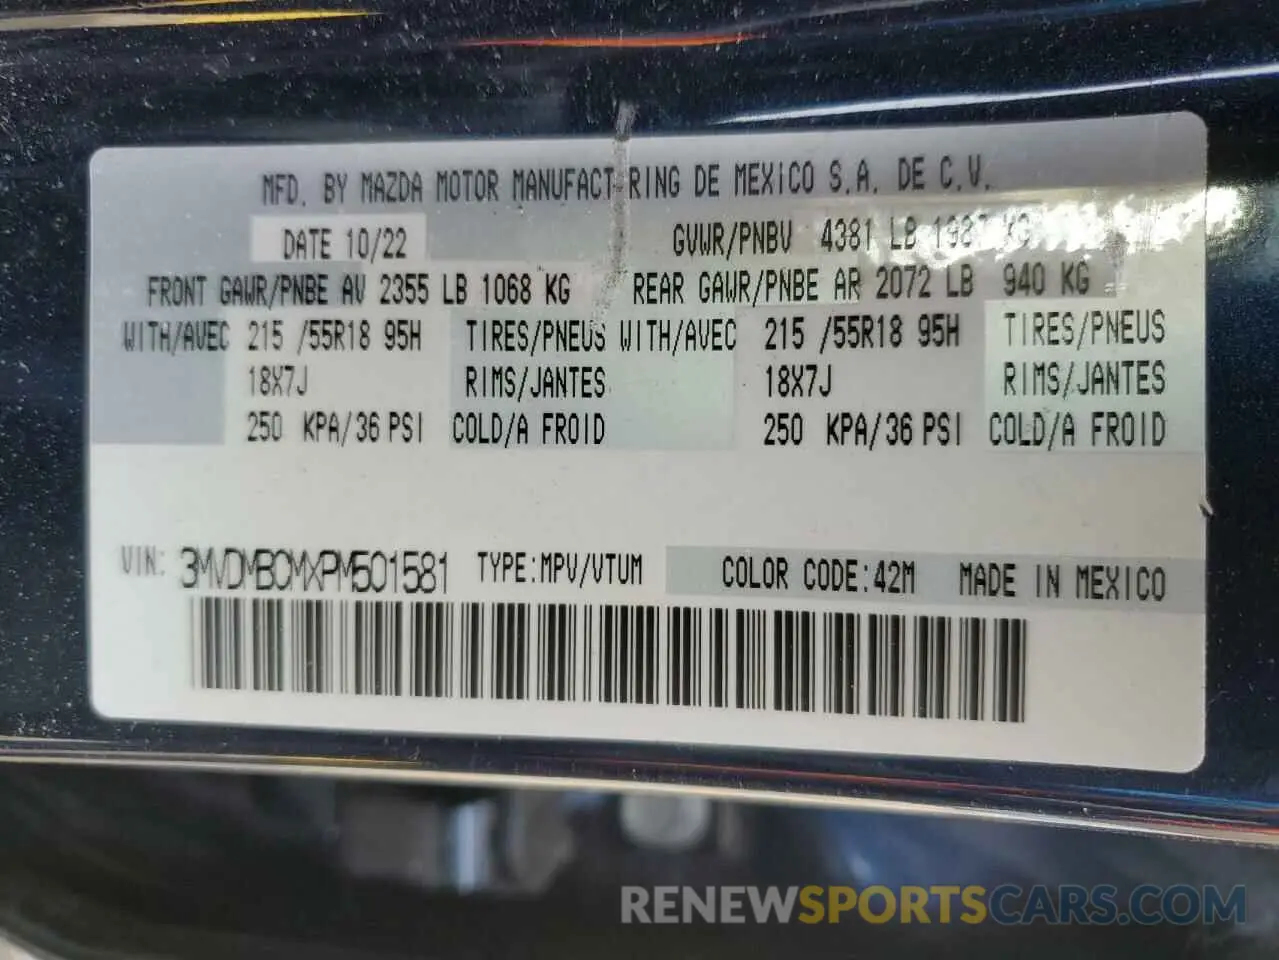 MFD. BY MAZDA MOTOR MANUFACTURING DE MEXICO S.A. DE C.V.
DATE 10/22 GVWR/PNBV 4381 LB 1987 KG
FRONT GAWR/PNBE AV 2355 LB 1068 KG REAR GAWR/PNBE AR 2072 LB 940 KG
WITH/AVEC 215 /55R18 95H TIRES/PNEUS WITH/AVEC 215 /55R18 95H TIRES/PNEUS
18X7J RIMS/JANTES 18X7J RIMS/JANTES
250 KPA/36 PSI COLD/A FROID 250 KPA/36 PSI COLD/A FROID
VIN: 3MVDMBCMXPM501581 TYPE:MPV/VTUM COLOR CODE:42M MADE IN MEXICO
RENEWSPORTSCARS.COM